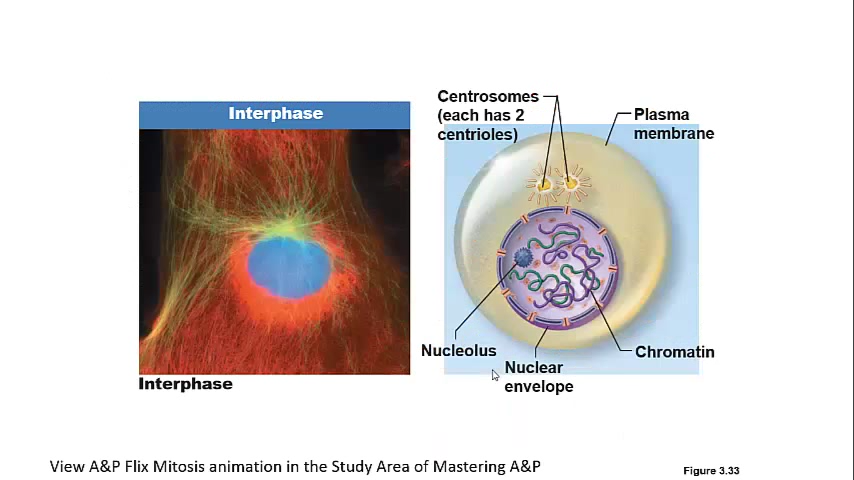 Interphase
Interphase
Centrosomes
(each has 2
centrioles)
Plasma
membrane
Nucleolus
Nuclear
envelope
Chromatin
View A&P Flix Mitosis animation in the Study Area of Mastering A&P
Figure 3.33